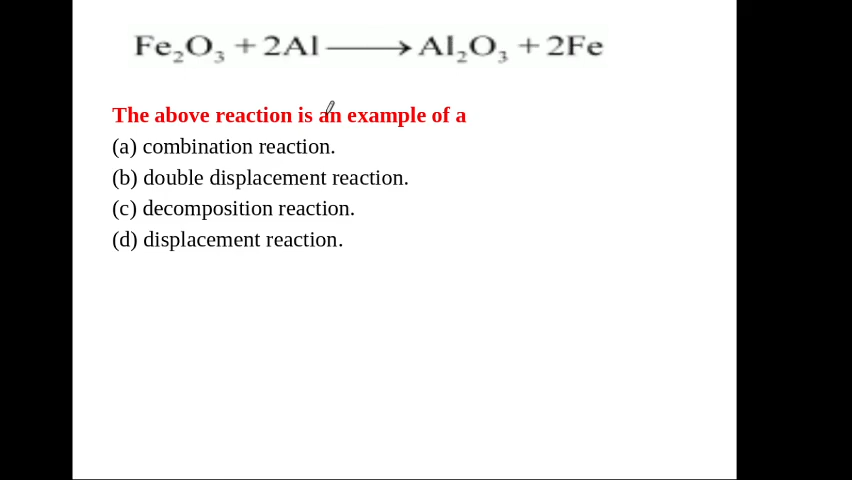 Fe₂O₃ + 2Al ⟶ Al₂O₃ + 2Fe
The above reaction is an example of a
(a) combination reaction.
(b) double displacement reaction.
(c) decomposition reaction.
(d) displacement reaction.